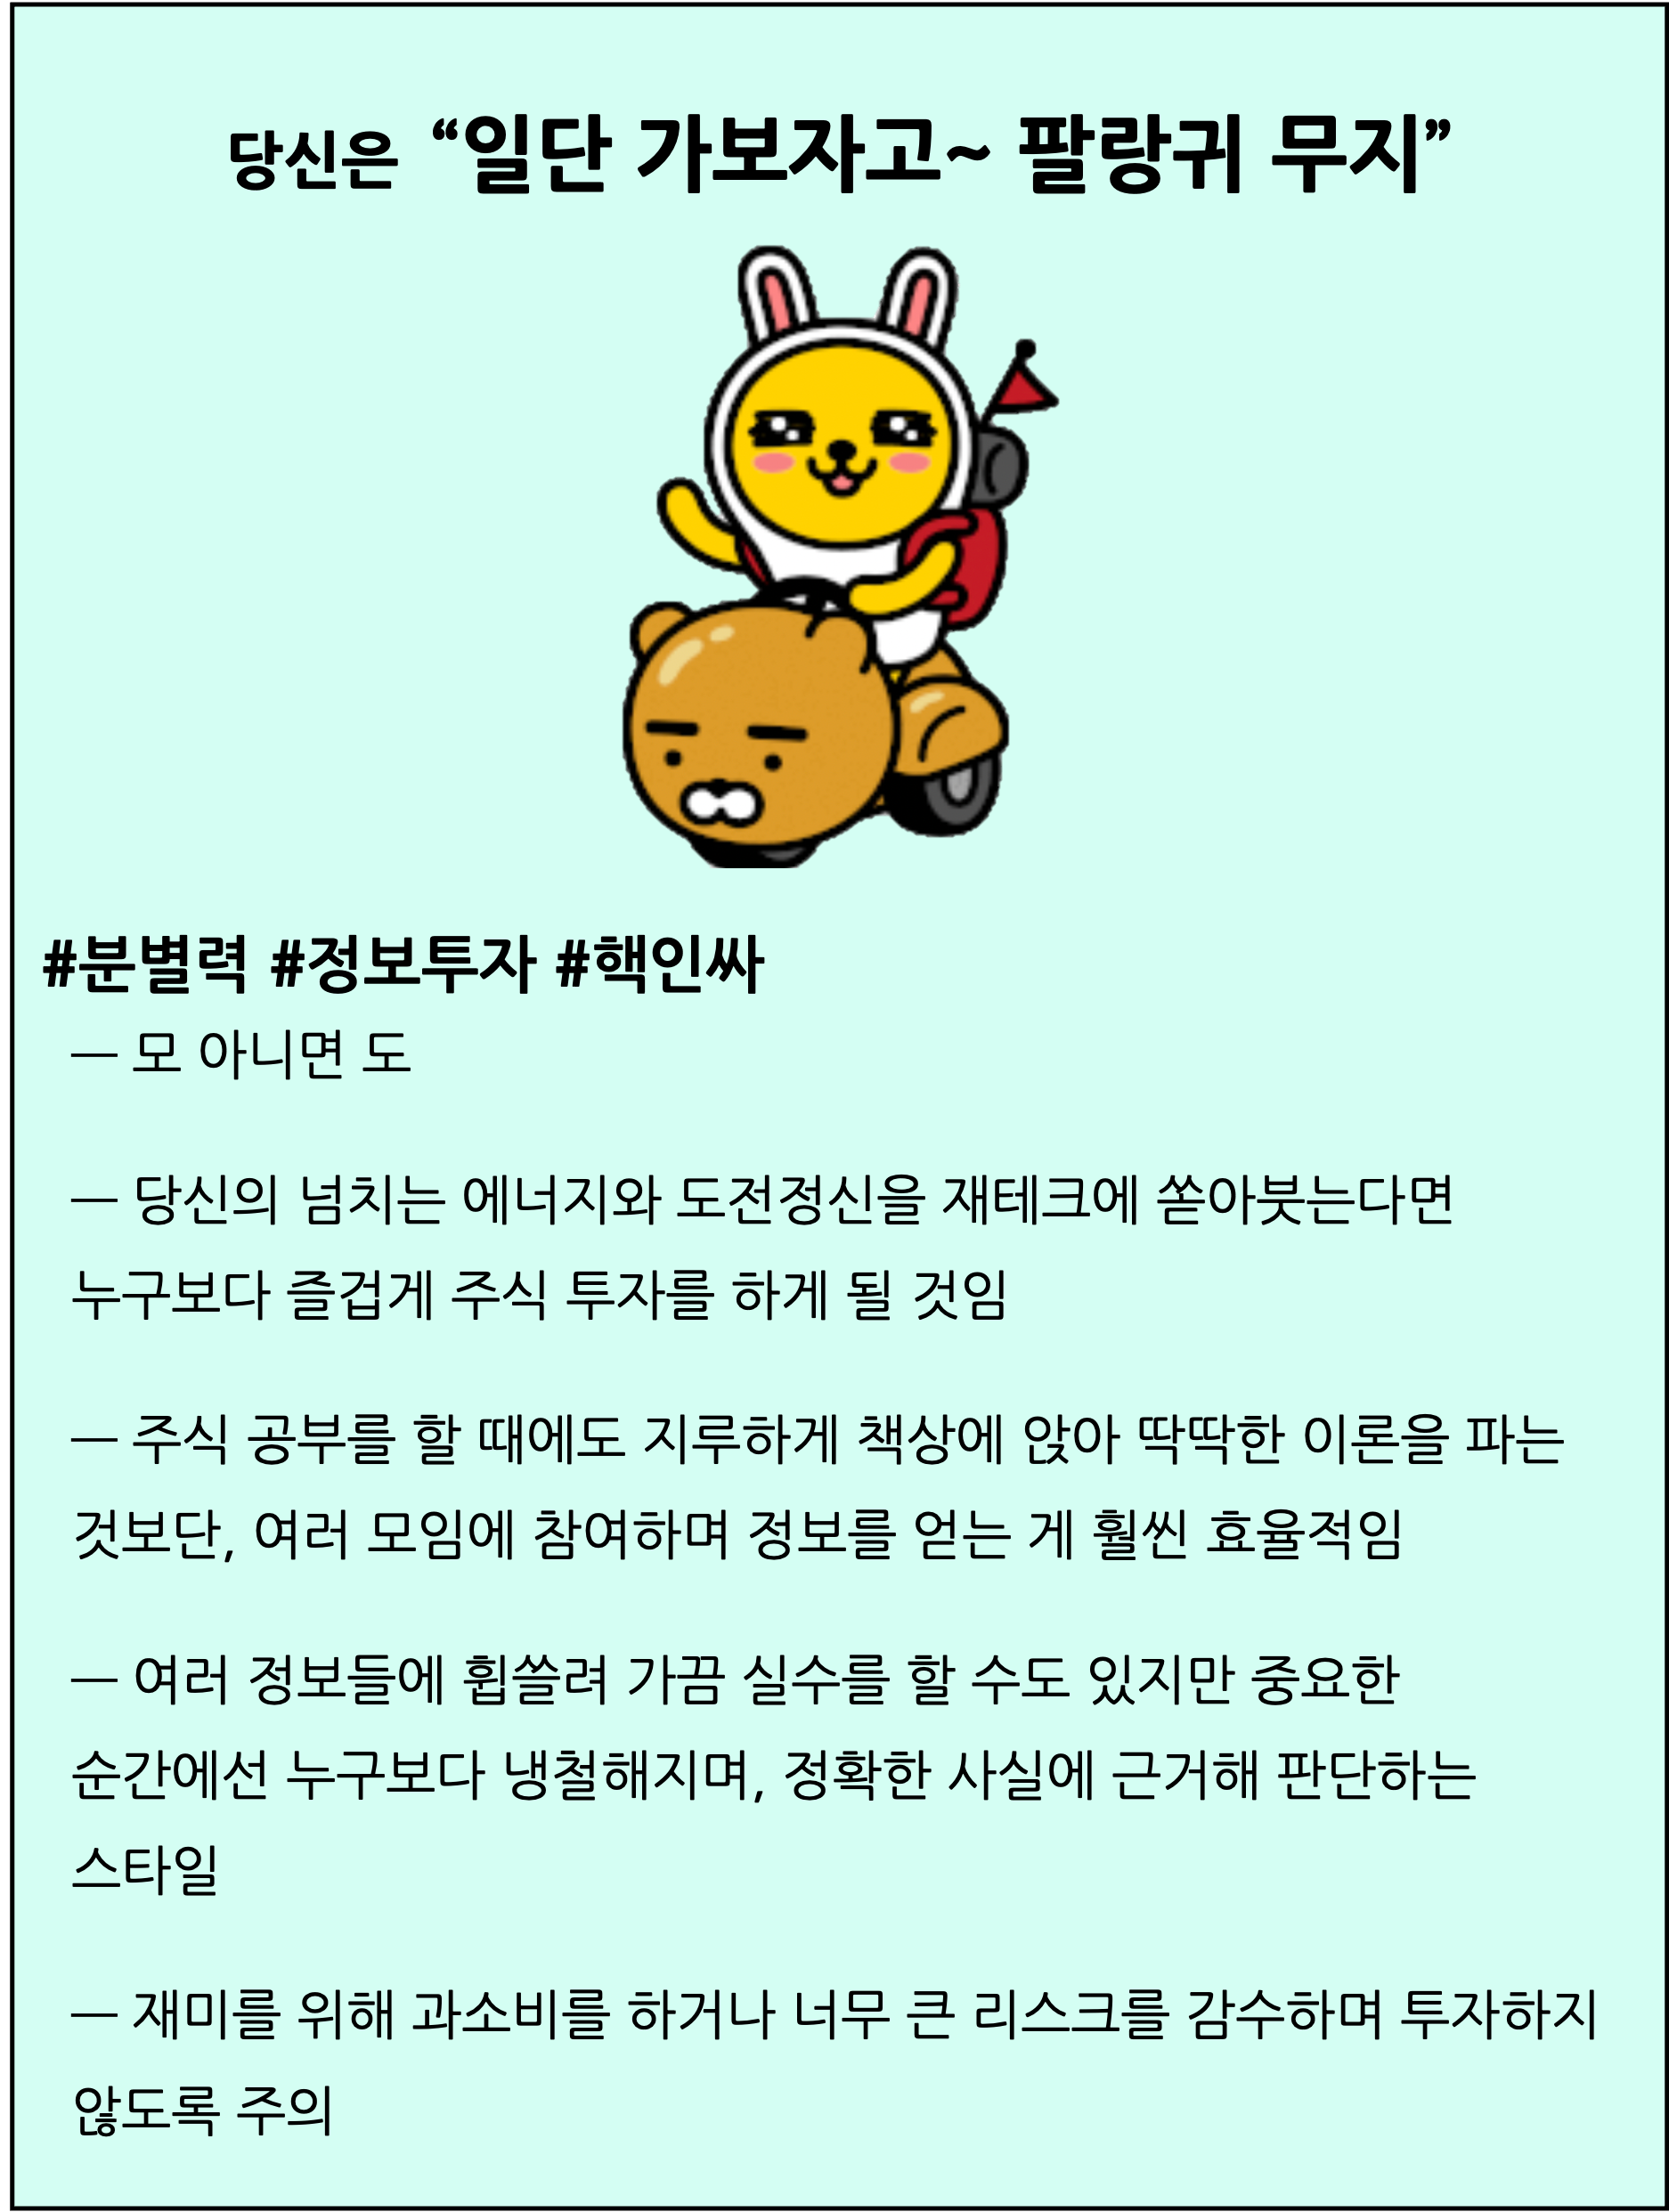 당신은 “일단 가보자고~ 팔랑귀 무지”
#분별력 #정보투자 #핵인싸
— 모 아니면 도
— 당신의 넘치는 에너지와 도전정신을 재테크에 쏟아붓는다면
누구보다 즐겁게 주식 투자를 하게 될 것임
— 주식 공부를 할 때에도 지루하게 책상에 앉아 딱딱한 이론을 파는
것보단, 여러 모임에 참여하며 정보를 얻는 게 훨씬 효율적임
— 여러 정보들에 휩쓸려 가끔 실수를 할 수도 있지만 중요한
순간에선 누구보다 냉철해지며, 정확한 사실에 근거해 판단하는
스타일
— 재미를 위해 과소비를 하거나 너무 큰 리스크를 감수하며 투자하지
않도록 주의